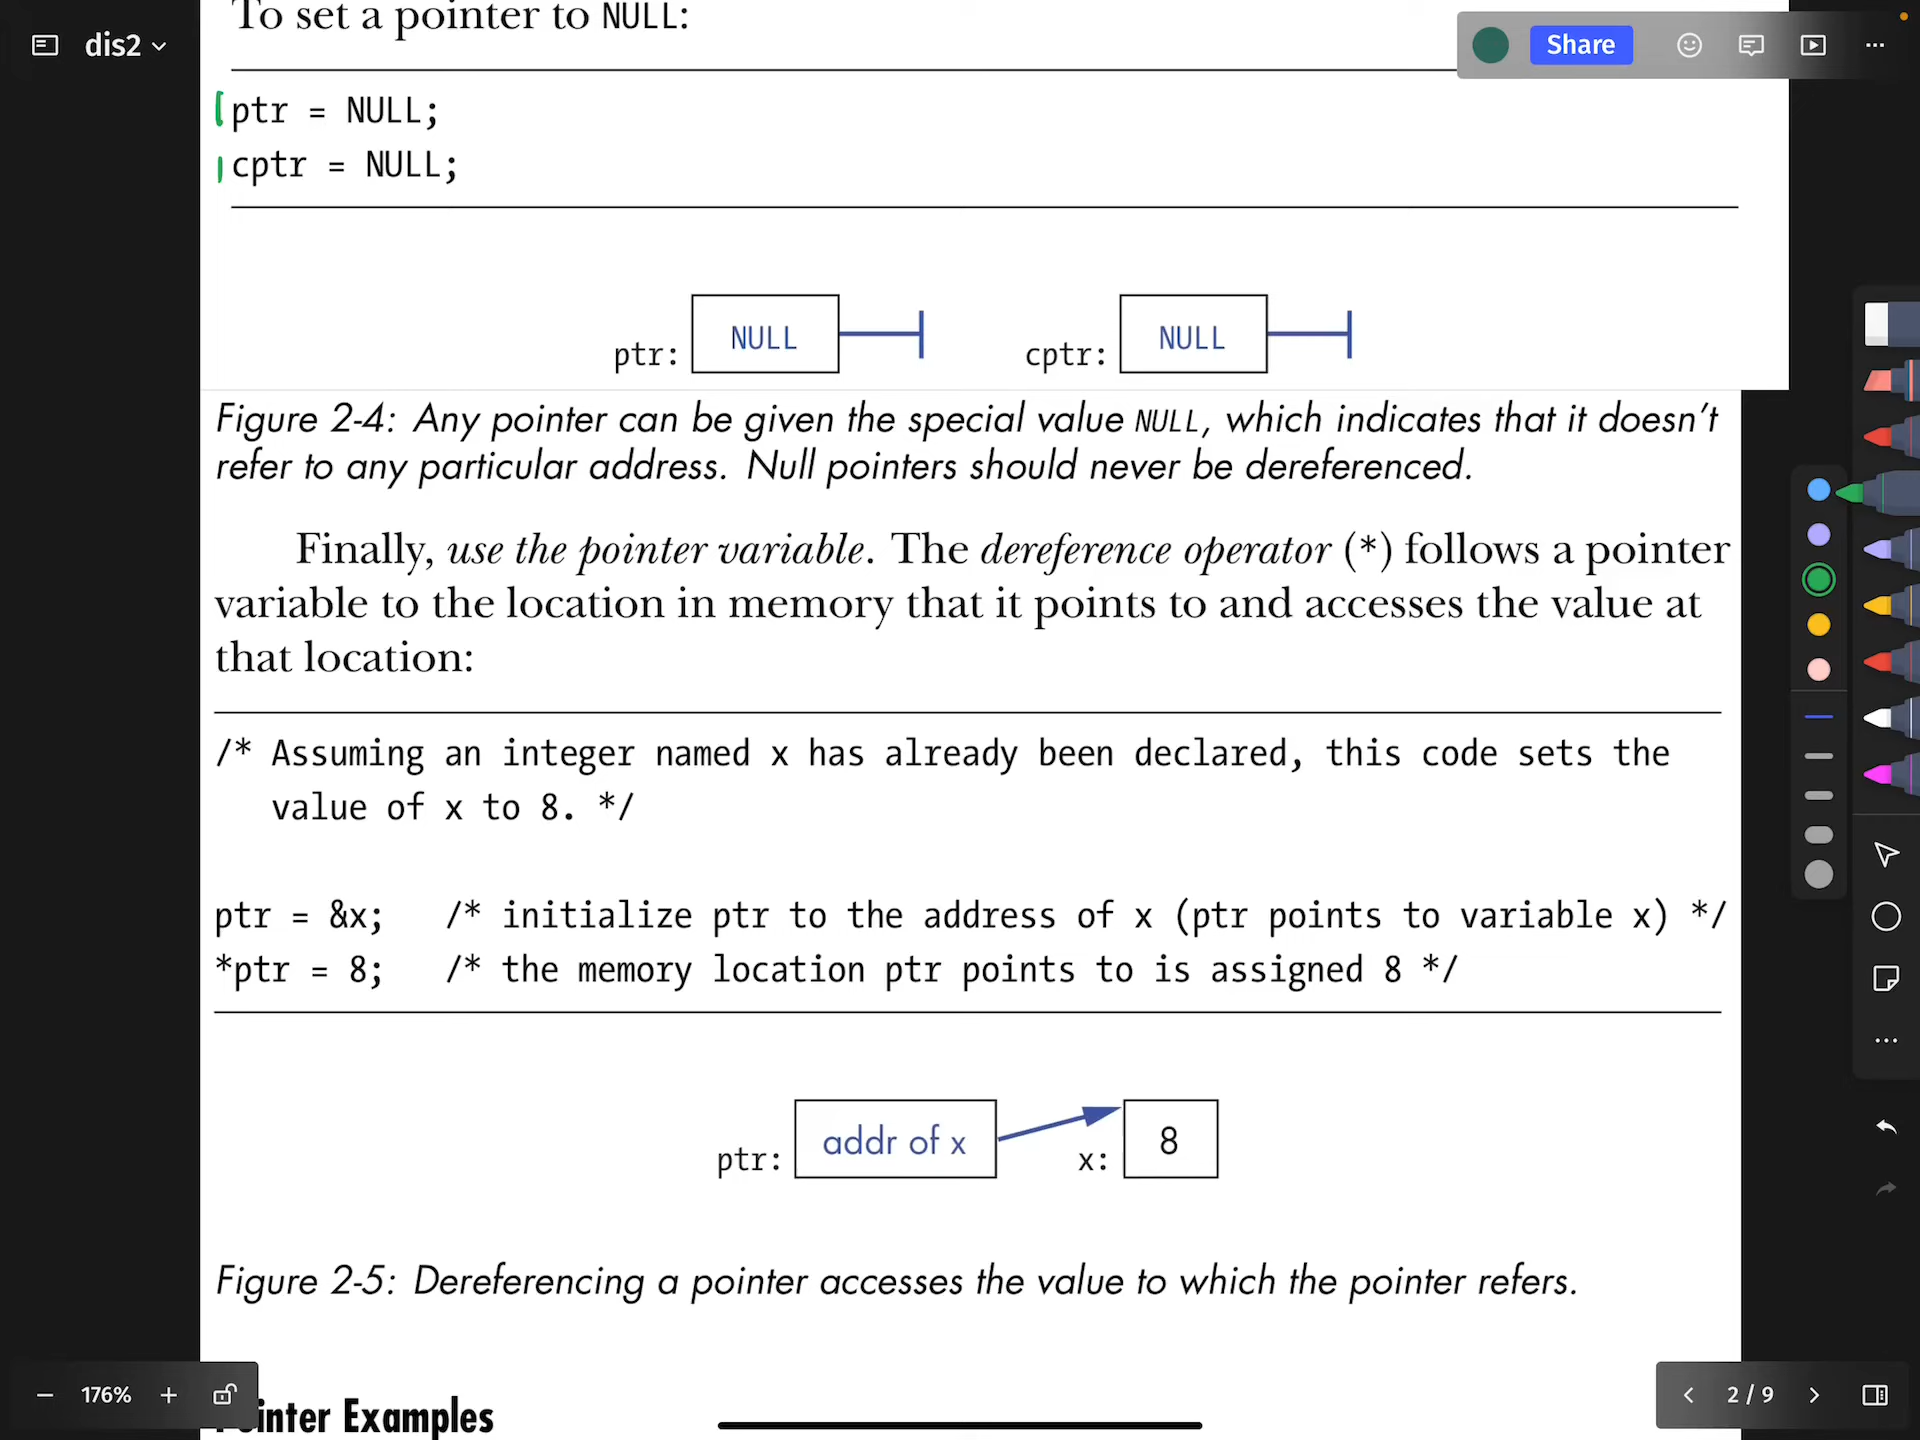 To set a pointer to NULL:
dis2
Share
ptr = NULL;
cptr = NULL;
ptr: NULL cptr: NULL
Figure 2-4: Any pointer can be given the special value NULL, which indicates that it doesn't
refer to any particular address. Null pointers should never be dereferenced.
Finally, use the pointer variable. The dereference operator (*) follows a pointer
variable to the location in memory that it points to and accesses the value at
that location:
/* Assuming an integer named x has already been declared, this code sets the
value of x to 8. */
ptr = &x; /* initialize ptr to the address of x (ptr points to variable x) */
*ptr = 8; /* the memory location ptr points to is assigned 8 */
ptr: addr of x x: 8
Figure 2-5: Dereferencing a pointer accesses the value to which the pointer refers.
176%
2 / 9
inter Examples